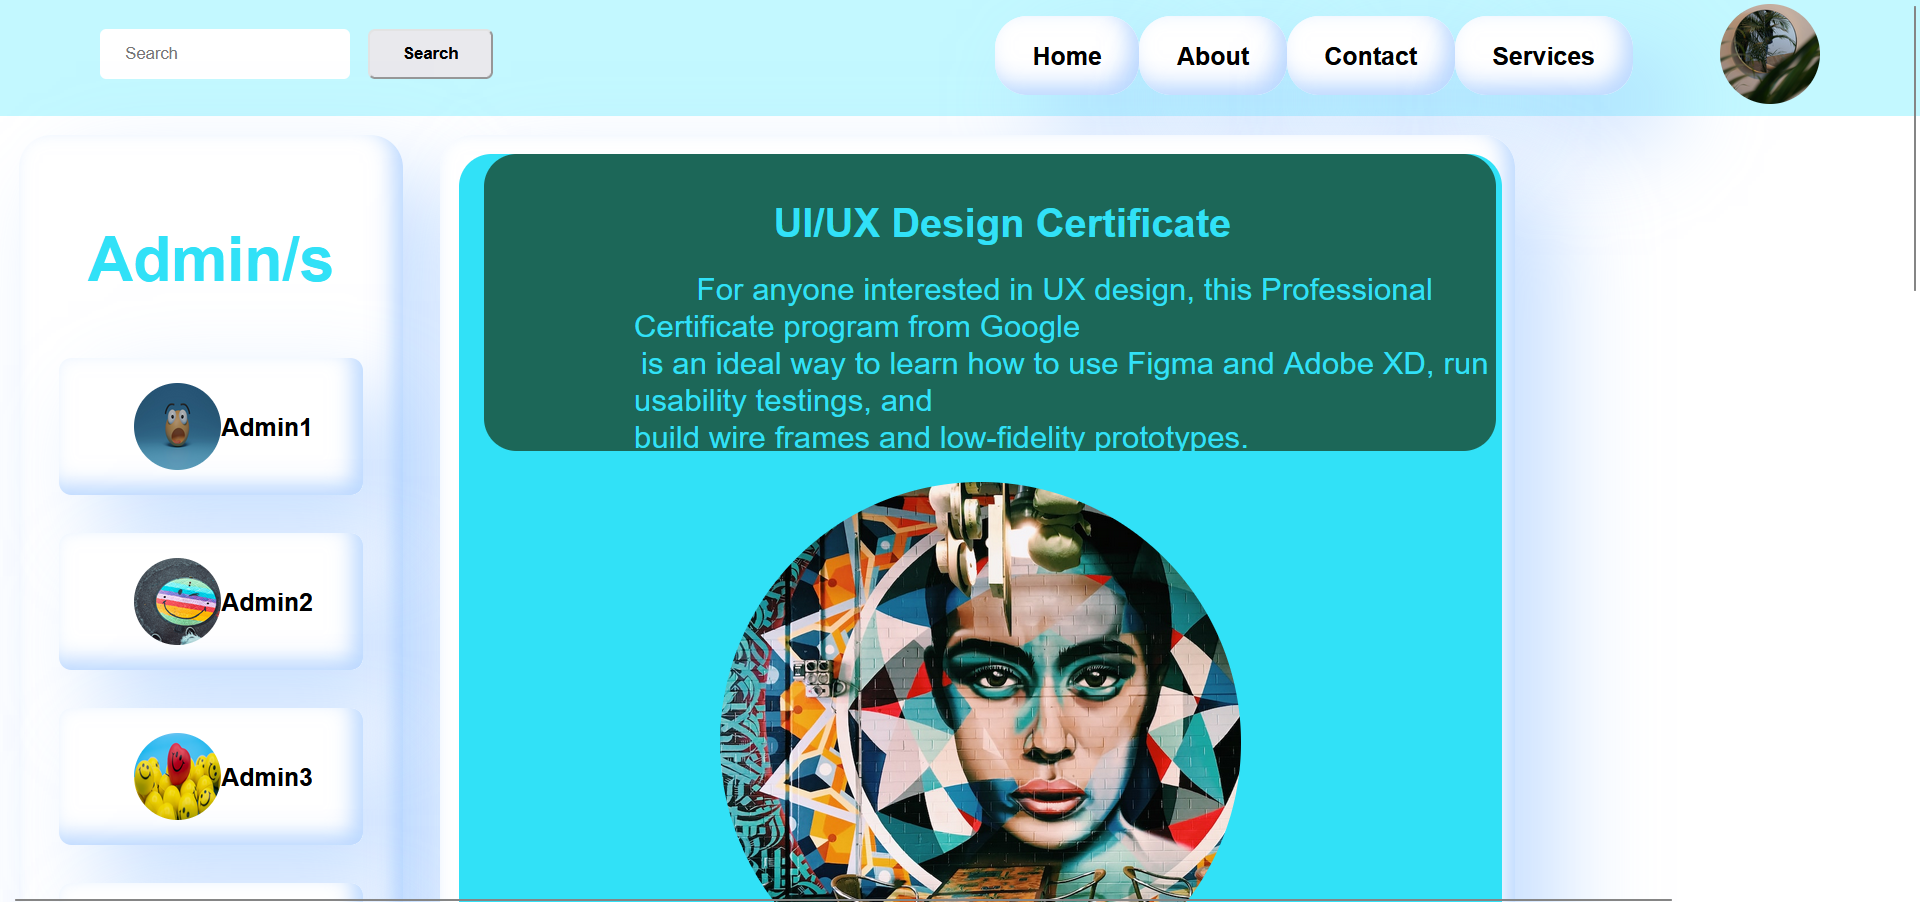 Search
Search
Home
About
Contact
Services
Admin/s
Admin1
Admin2
Admin3
UI/UX Design Certificate
For anyone interested in UX design, this Professional
Certificate program from Google
is an ideal way to learn how to use Figma and Adobe XD, run
usability testings, and
build wire frames and low-fidelity prototypes.